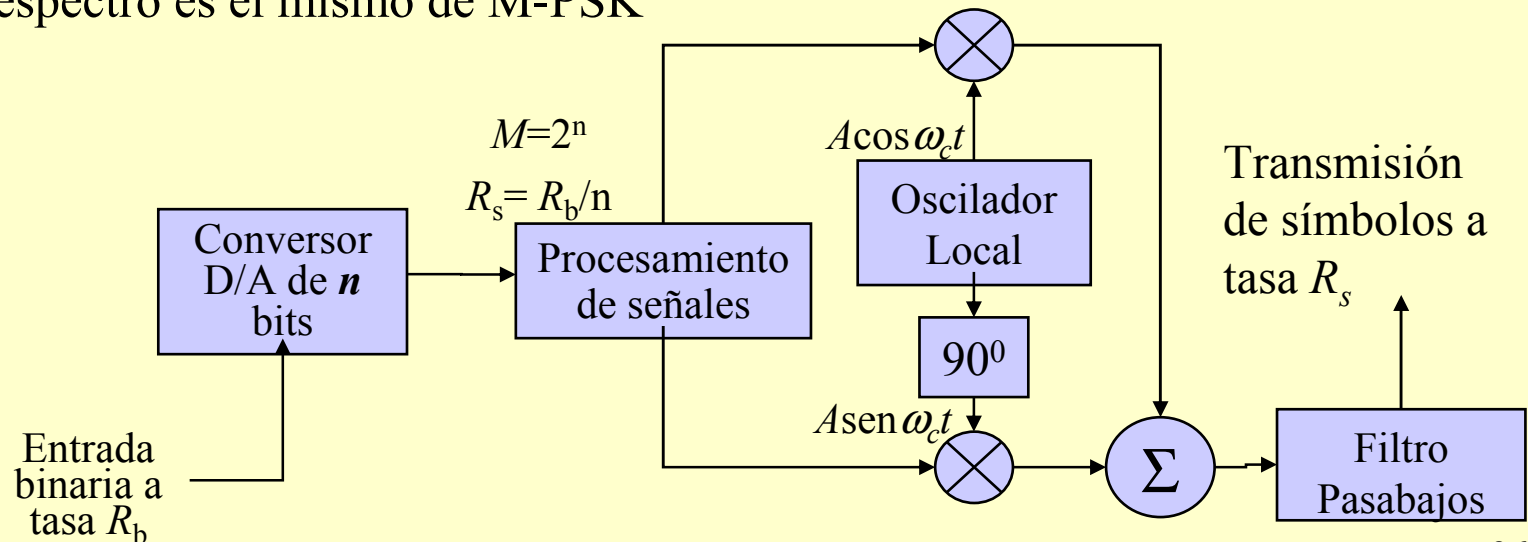 espectro es el mismo de M-PSK
M=2ⁿ
Rₛ= R_b/n
Conversor
D/A de n
bits
Procesamiento
de señales
Acosω_ct
Oscilador
Local
90⁰
Asenω_ct
Σ
Transmisión
de símbolos a
tasa Rₛ
Filtro
Pasabajos
Entrada
binaria a
tasa R_b